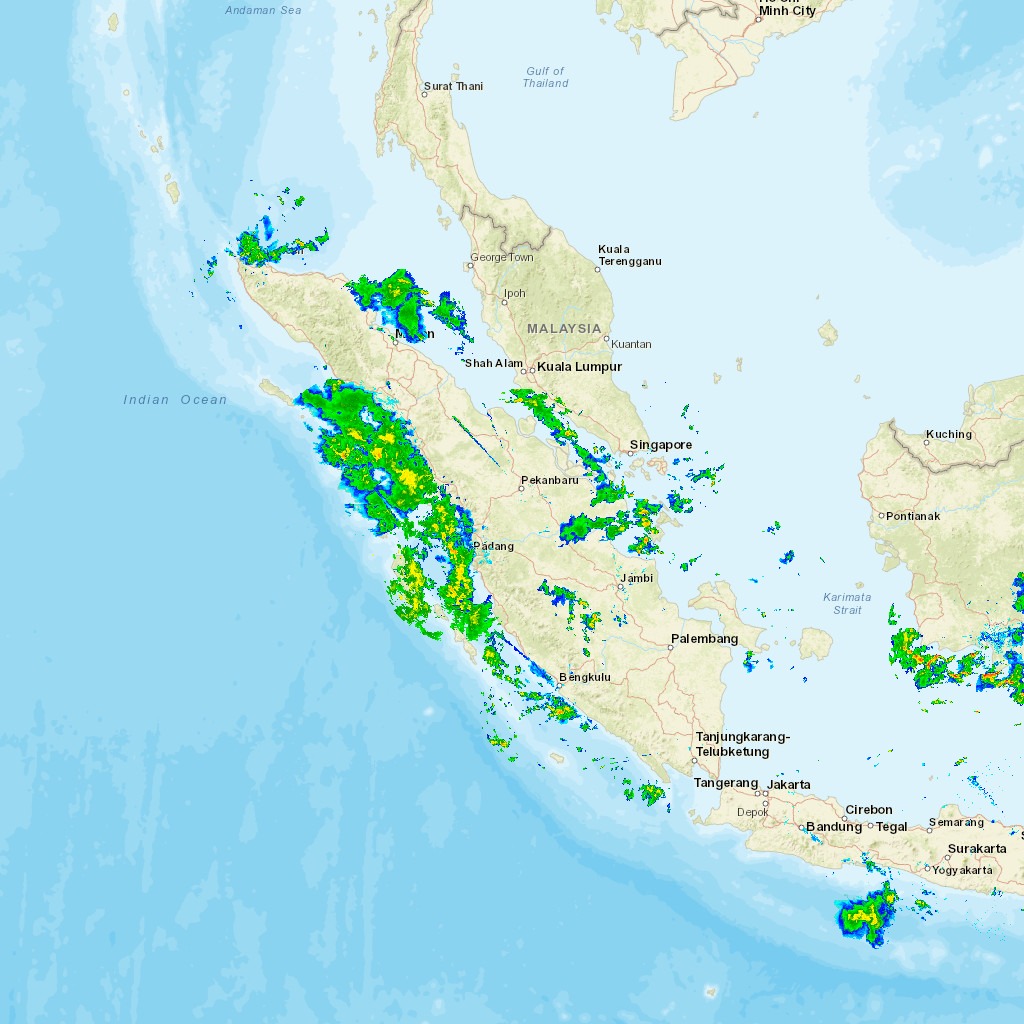 Andaman Sea
Minh City
Gulf of
Thailand
Surat Thani
George Town
Kuala
Terengganu
Ipoh
MALAYSIA
Kuantan
Shah Alam
Kuala Lumpur
Indian Ocean
Singapore
Kuching
Pekanbaru
Pontianak
Padang
Jambi
Karimata
Strait
Palembang
Bengkulu
Tanjungkarang-
Telubketung
Tangerang
Jakarta
Depok
Cirebon
Bandung
Tegal
Semarang
Surakarta
Yogyakarta